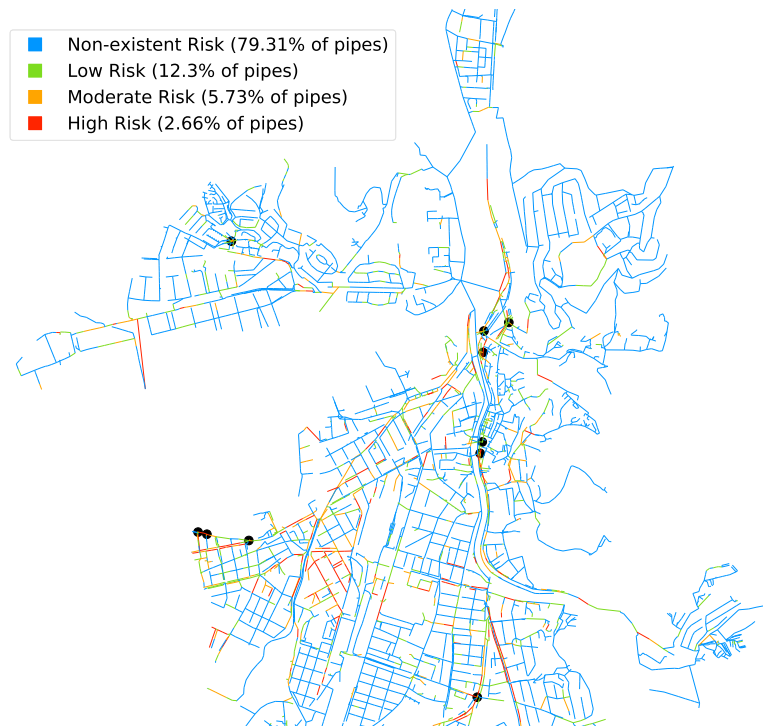 Non-existent Risk (79.31% of pipes)
Low Risk (12.3% of pipes)
Moderate Risk (5.73% of pipes)
High Risk (2.66% of pipes)